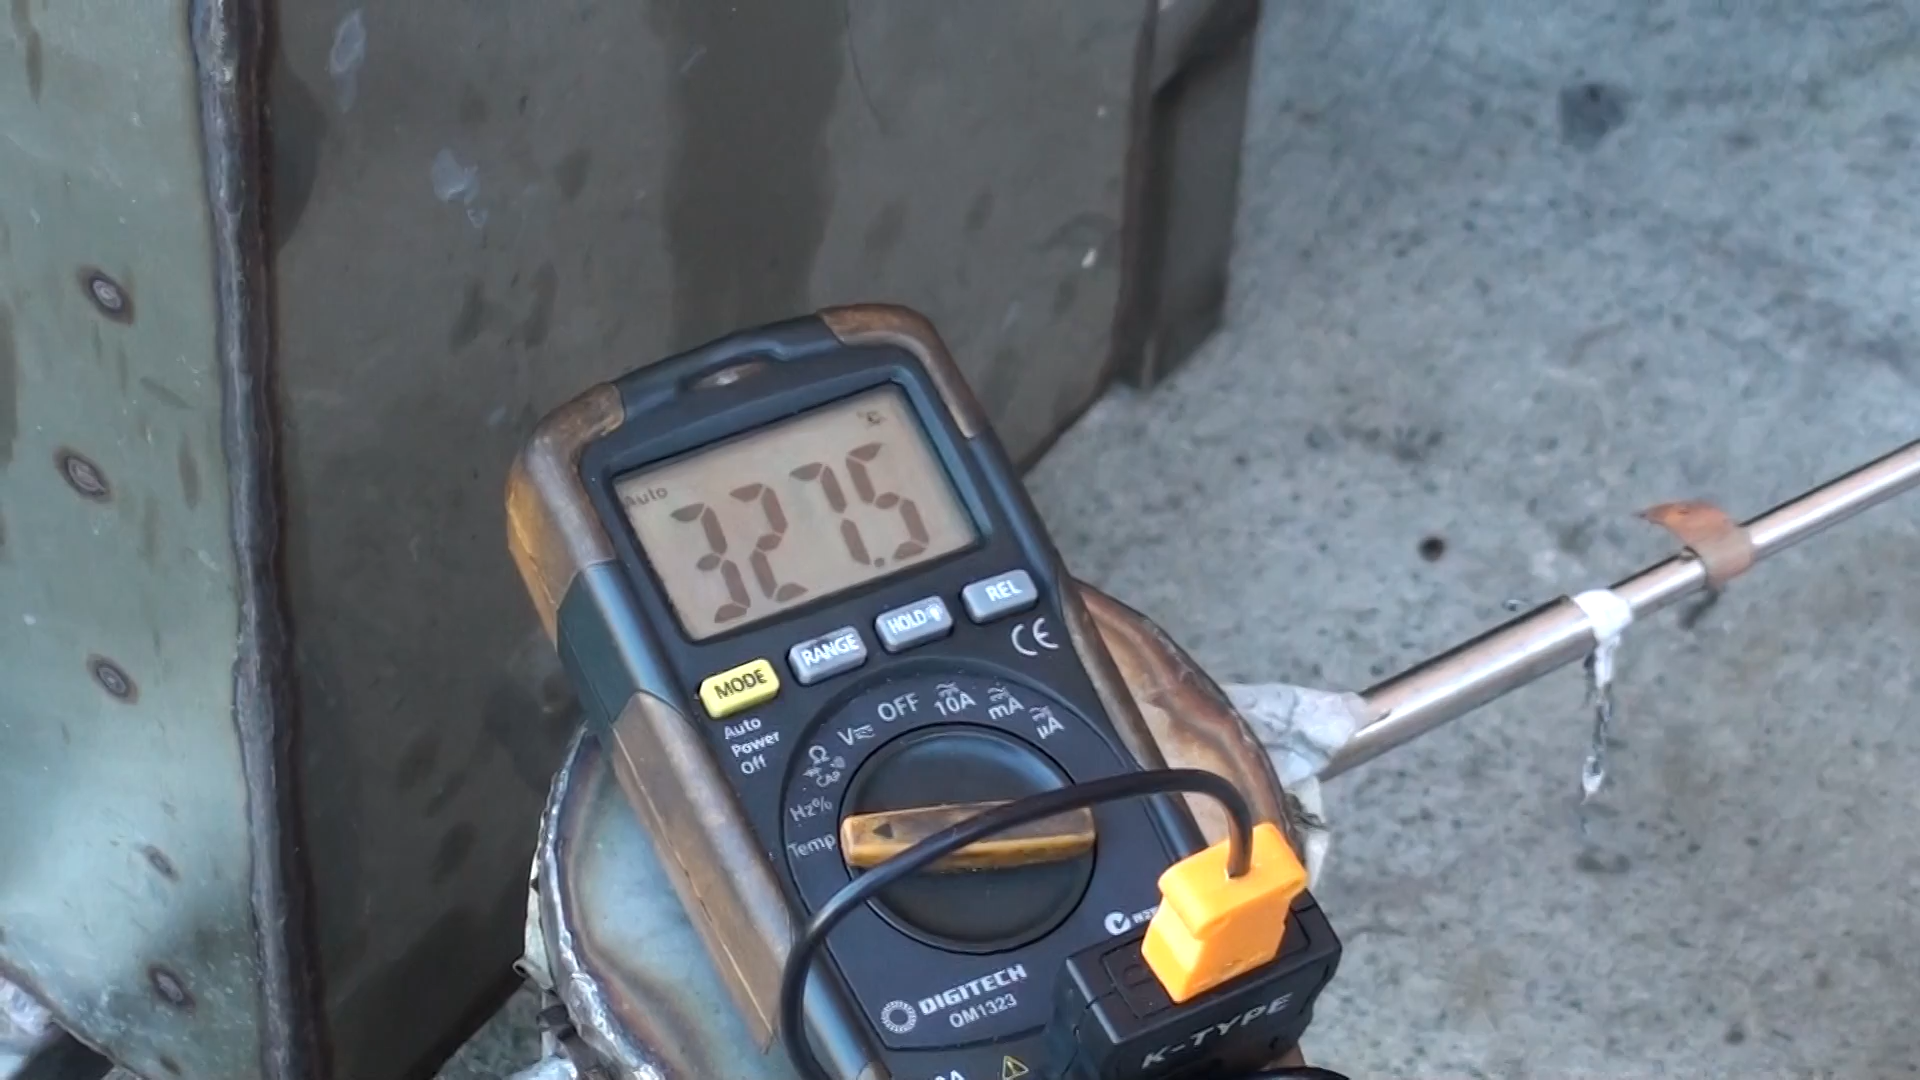 °C
Auto
327.5
MODE RANGE HOLD REL
CE
Auto
Power
Off
OFF
10A
mA
µA
V
Ω
CAP
Hz%
Temp
DIGITECH
QM1323
K-TYPE